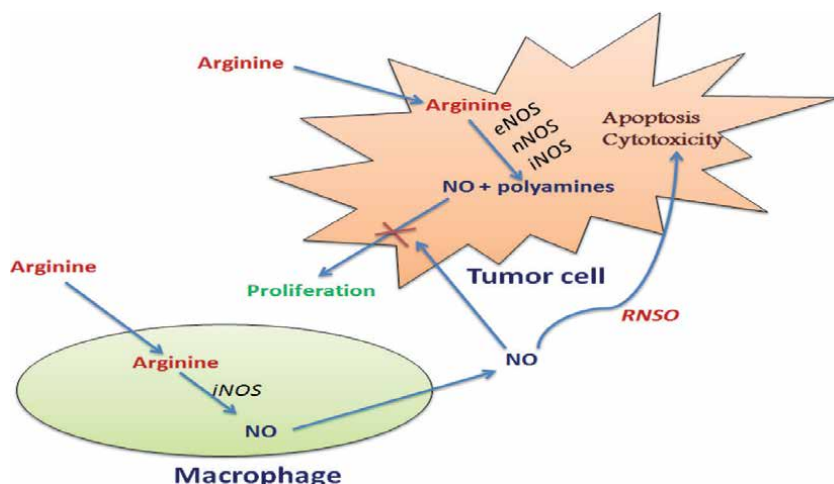 Arginine
Arginine
eNOS
nNOS
iNOS
Apoptosis
Cytotoxicity
NO + polyamines
Arginine
Proliferation
Tumor cell
RNSO
Arginine
iNOS
NO
NO
Macrophage